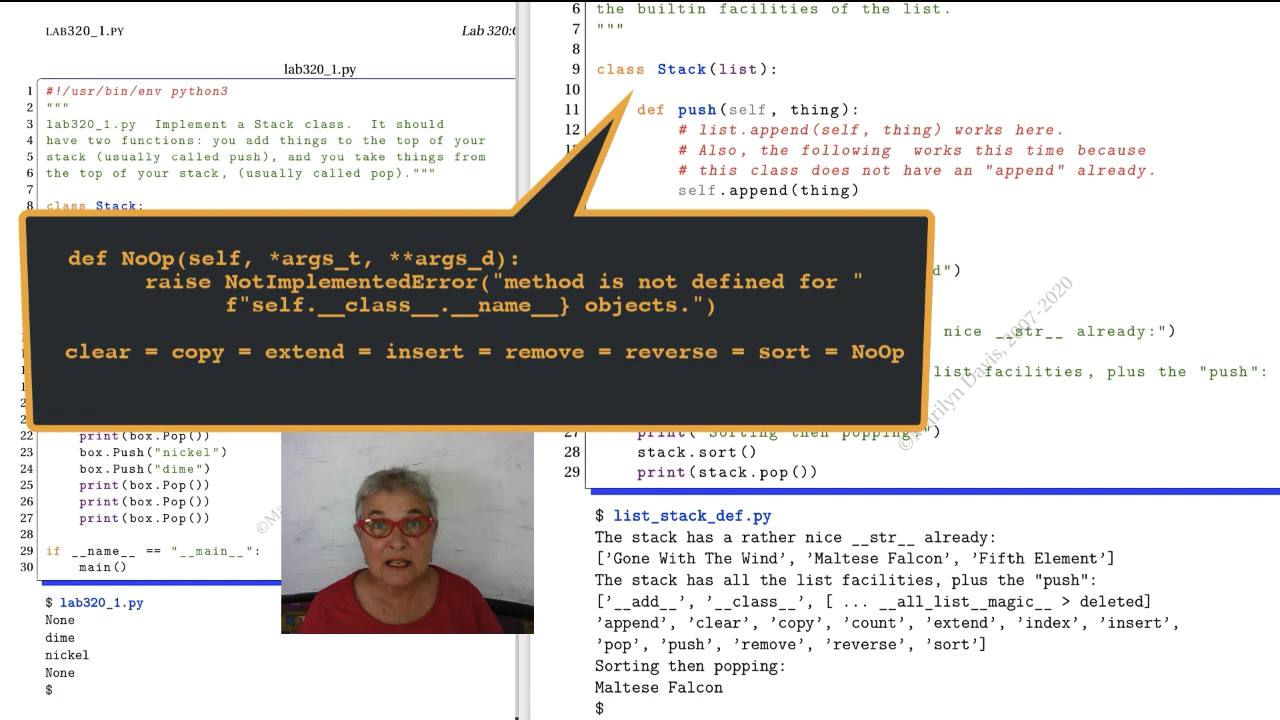 LAB320_1.PY
Lab 320:
lab320_1.py
1 #!/usr/bin/env python3
2 """
3 lab320_1.py  Implement a Stack class.  It should
4 have two functions: you add things to the top of your
5 stack (usually called push), and you take things from
6 the top of your stack, (usually called pop)."""
7
8 class Stack:
22 print(box.Pop())
23 box.Push("nickel")
24 box.Push("dime")
25 print(box.Pop())
26 print(box.Pop())
27 print(box.Pop())
28
29 if __name__ == "__main__":
30 main()
$ lab320_1.py
None
dime
nickel
None
$
def NoOp(self, *args_t, **args_d):
raise NotImplementedError("method is not defined for "
f"self.__class__.__name__} objects.")
clear = copy = extend = insert = remove = reverse = sort = NoOp
6 the builtin facilities of the list.
7 """
8
9 class Stack(list):
10
11 def push(self, thing):
12 # list.append(self, thing) works here.
# Also, the following  works this time because
# this class does not have an "append" already.
self.append(thing)
d")
nice __str__ already:")
list facilities, plus the "push":
27 print("Sorting then popping:")
28 stack.sort()
29 print(stack.pop())
©Marilyn Davis, 2007-2020
$ list_stack_def.py
The stack has a rather nice __str__ already:
['Gone With The Wind', 'Maltese Falcon', 'Fifth Element']
The stack has all the list facilities, plus the "push":
['__add__', '__class__', [ ... __all_list__magic__ > deleted]
'append', 'clear', 'copy', 'count', 'extend', 'index', 'insert',
'pop', 'push', 'remove', 'reverse', 'sort']
Sorting then popping:
Maltese Falcon
$